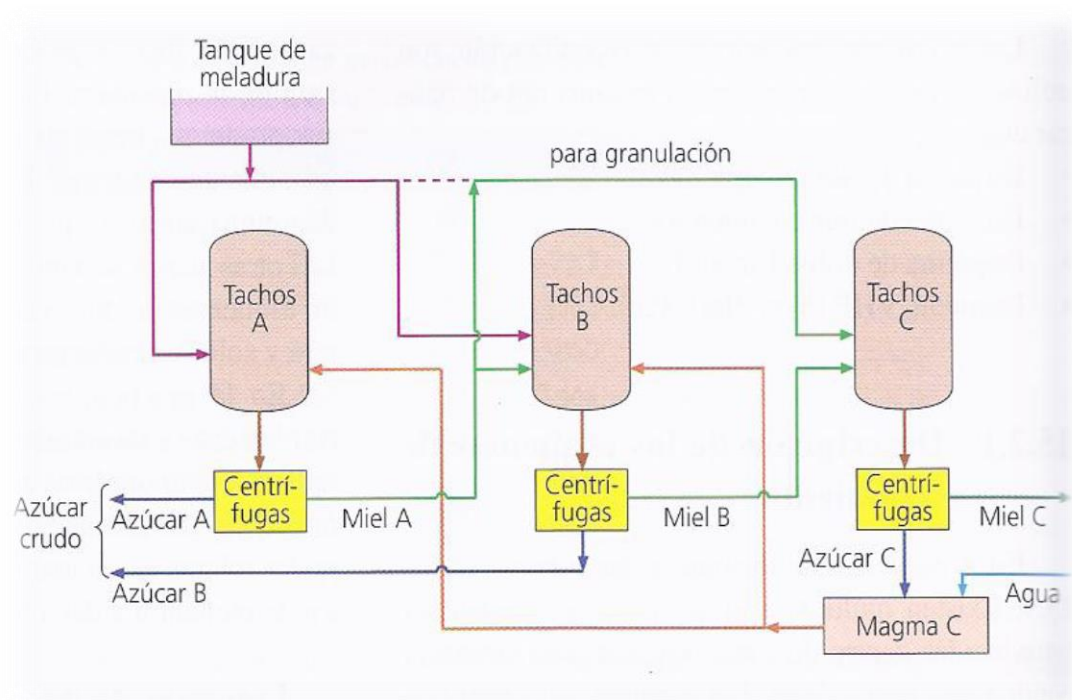 Tanque de
meladura
para granulación
Tachos
A
Tachos
B
Tachos
C
Centrí-
fugas
Centrí-
fugas
Centrí-
fugas
Azúcar
crudo
Azúcar A
Miel A
Miel B
Miel C
Azúcar C
Azúcar B
Agua
Magma C